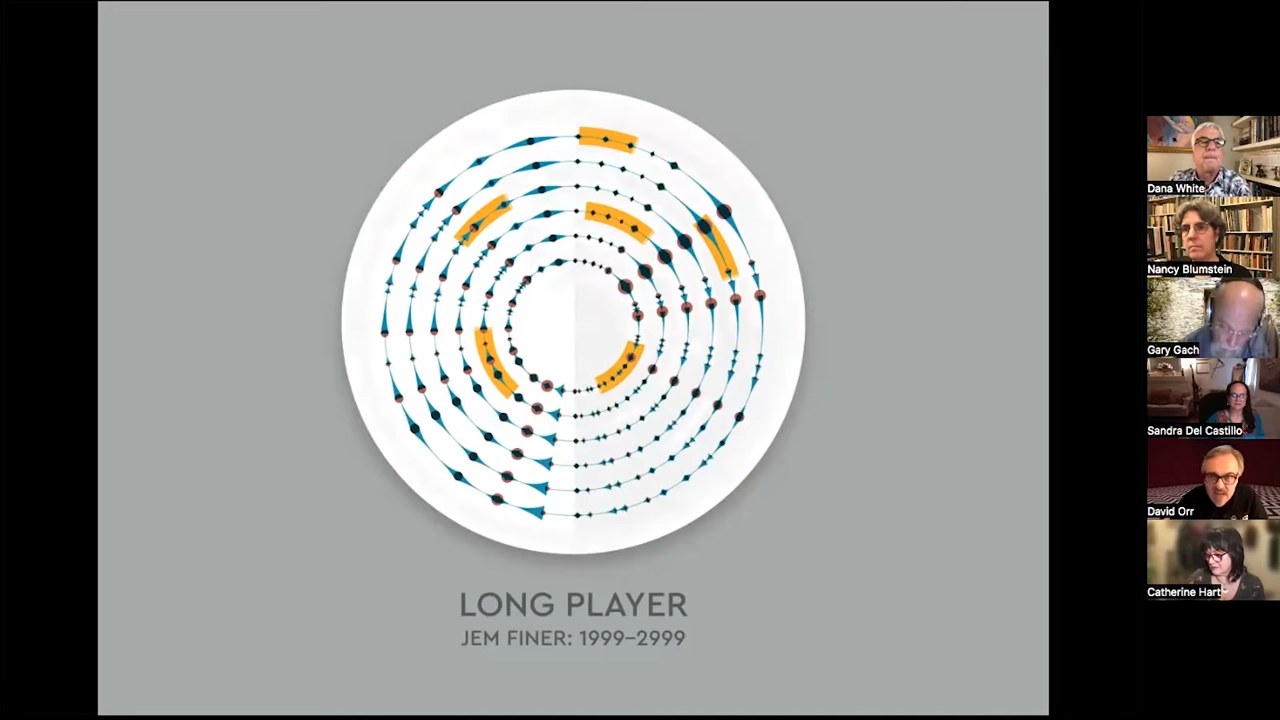 LONG PLAYER
JEM FINER: 1999–2999
Dana White
Nancy Blumstein
Gary Gach
Sandra Del Castillo
David Orr
Catherine Hart